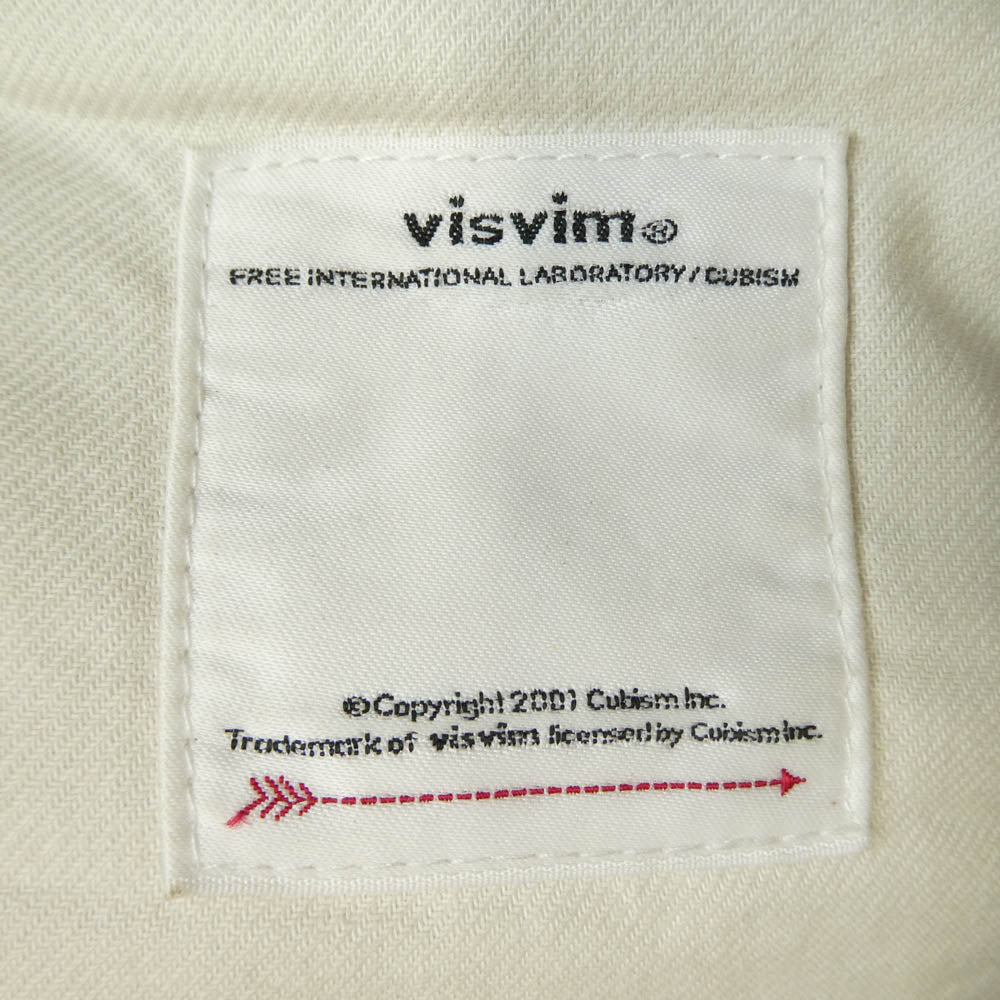 visvim®
FREE INTERNATIONAL LABORATORY / CUBISM
© Copyright 2001 Cubism Inc.
Trademark of visvim licensed by Cubism Inc.